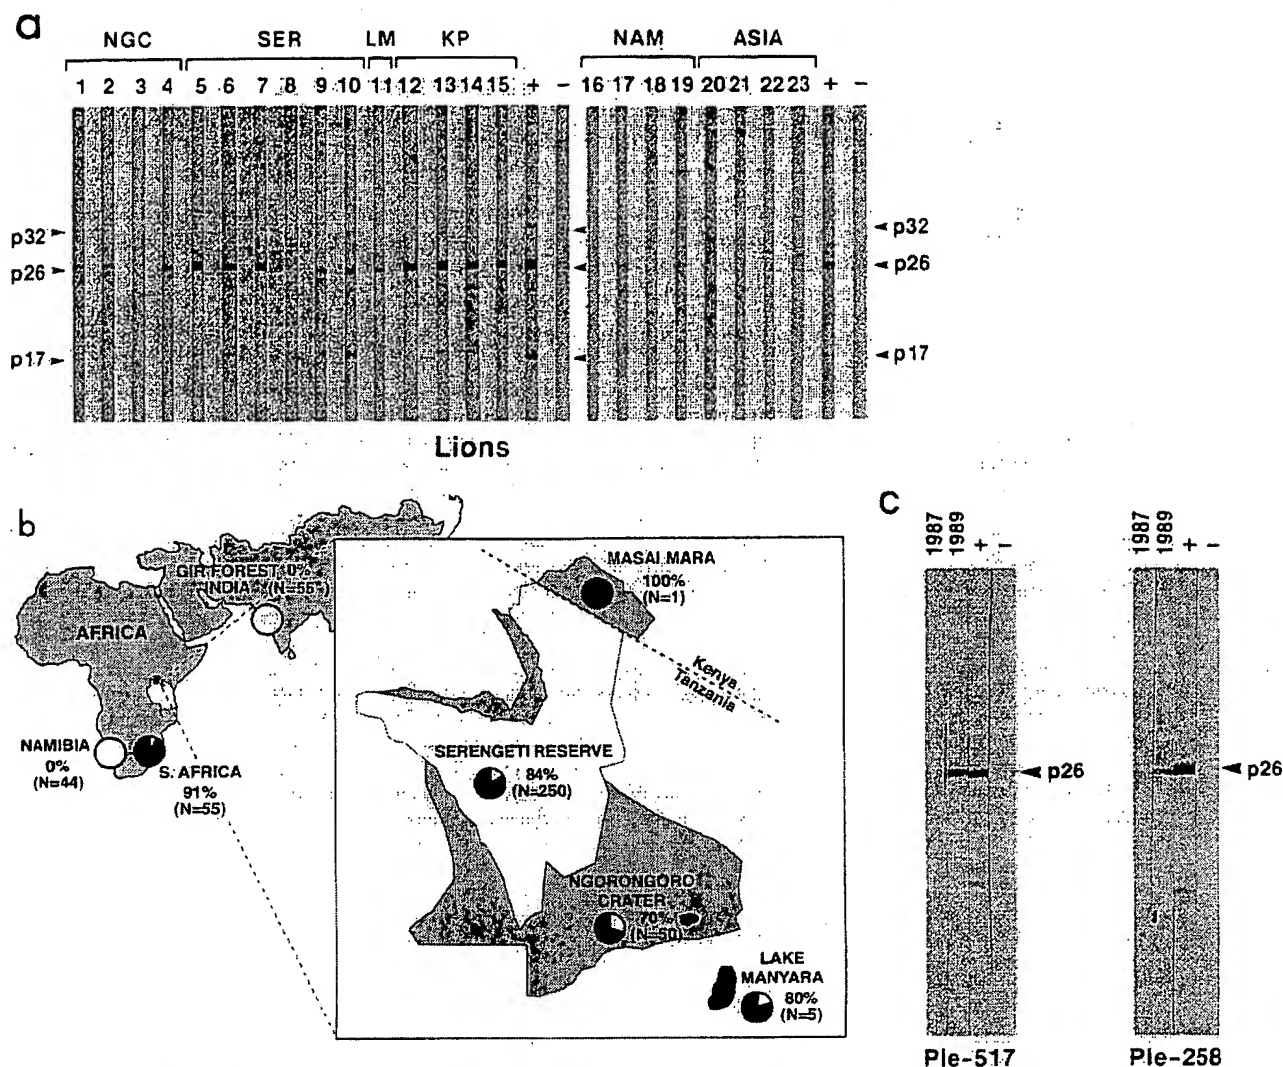 a
NGC SER LM KP NAM ASIA
1 2 3 4 5 6 7 8 9 10 11 12 13 14 15 + − 16 17 18 19 20 21 22 23 + −
p32 p32
p26 p26
p17 p17
Lions
b
GIR FOREST 0%
INDIA (N=55)
AFRICA
NAMIBIA
0%
(N=44)
S. AFRICA
91%
(N=55)
MASAI MARA
100%
(N=1)
Kenya
Tanzania
SERENGETI RESERVE
84%
(N=250)
NGORONGORO
CRATER
70%
(N=50)
LAKE
MANYARA
80%
(N=5)
c
1987 1989 + −
p26
Ple-517
1987 1989 + −
p26
Ple-258